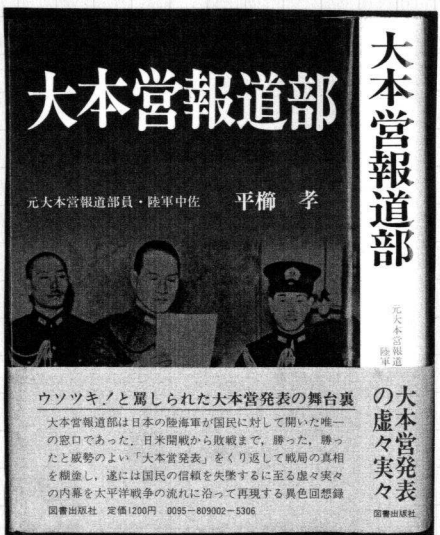 大本営報道部
元大本営報道部員・陸軍中佐　平櫛　孝
ウソツキ!と罵しられた大本営発表の舞台裏
大本営報道部は日本の陸海軍が国民に対して開いた唯一
の窓口であった．日米開戦から敗戦まで，勝った，勝っ
たと威勢のよい「大本営発表」をくり返して戦局の真相
を糊塗し，遂には国民の信頼を失墜するに至る虚々実々
の内幕を太平洋戦争の流れに沿って再現する異色回想録
図書出版社　定価1200円　0095-809002-5306
大本営報道部
元大本営報道
陸軍
大本営発表
の虚々実々
図書出版社